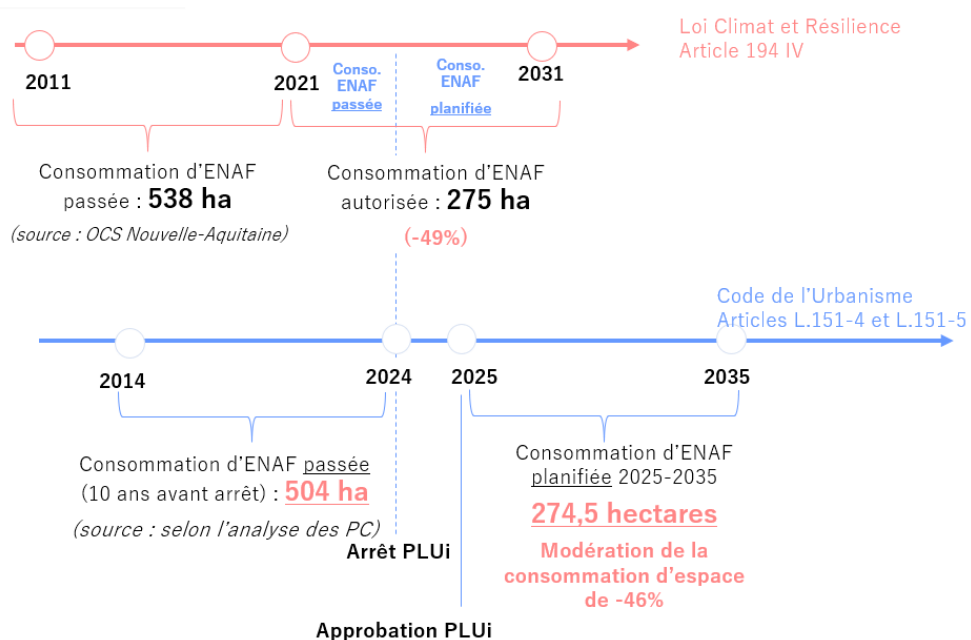 Loi Climat et Résilience
Article 194 IV
2011
2021
2031
Conso.
ENAF
passée
Conso.
ENAF
planifiée
Consommation d'ENAF
passée : 538 ha
(source : OCS Nouvelle-Aquitaine)
Consommation d'ENAF
autorisée : 275 ha
(-49%)
Code de l'Urbanisme
Articles L.151-4 et L.151-5
2014
2024
2025
2035
Consommation d'ENAF passée
(10 ans avant arrêt) : 504 ha
(source : selon l'analyse des PC)
Arrêt PLUi
Approbation PLUi
Consommation d'ENAF
planifiée 2025-2035
274,5 hectares
Modération de la
consommation d'espace
de -46%